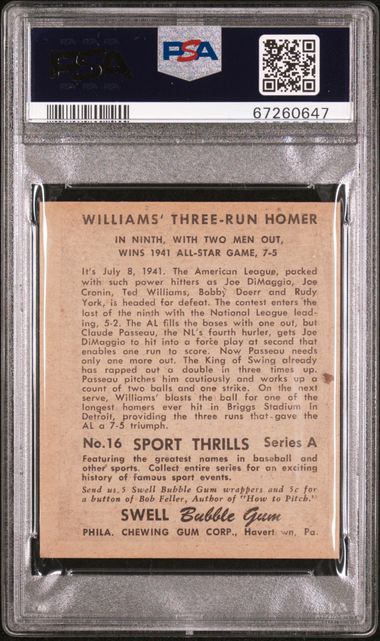 PSA
PSA
67260647
WILLIAMS' THREE-RUN HOMER
IN NINTH, WITH TWO MEN OUT,
WINS 1941 ALL-STAR GAME, 7-5
It's July 8, 1941. The American League, packed
with such power hitters as Joe DiMaggio, Joe
Cronin, Ted Williams, Bobby Doerr and Rudy
York, is headed for defeat. The contest enters the
last of the ninth with the National League lead-
ing, 5-2. The AL fills the bases with one out, but
Claude Passeau, the NL's fourth hurler, gets Joe
DiMaggio to hit into a force play at second that
enables one run to score. Now Passeau needs
only one more out. The King of Swing already
has rapped out a double in three times up.
Passeau pitches him cautiously and works up a
count of two balls and one strike. On the next
serve, Williams' blasts the ball for one of the
longest homers ever hit in Briggs Stadium in
Detroit, providing the three runs that gave the
AL a 7-5 triumph.
No.16 SPORT THRILLS Series A
Featuring the greatest names in baseball and
other sports. Collect entire series for an exciting
history of famous sport events.
Send us 5 Swell Bubble Gum wrappers and 5c for
a button of Bob Feller, Author of "How to Pitch."
SWELL Bubble Gum
PHILA. CHEWING GUM CORP., Havert wn, Pa.